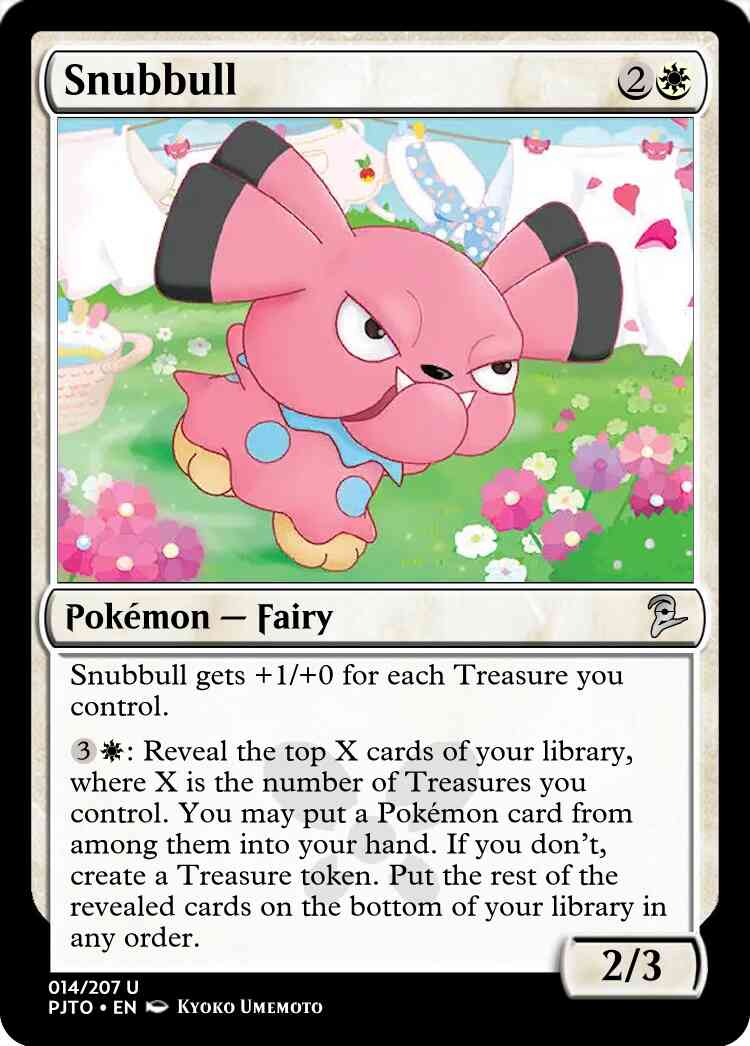 Snubbull 2
Pokémon — Fairy
Snubbull gets +1/+0 for each Treasure you
control.
3: Reveal the top X cards of your library,
where X is the number of Treasures you
control. You may put a Pokémon card from
among them into your hand. If you don't,
create a Treasure token. Put the rest of the
revealed cards on the bottom of your library in
any order.
2/3
014/207 U
PJTO • EN Kyoko Umemoto